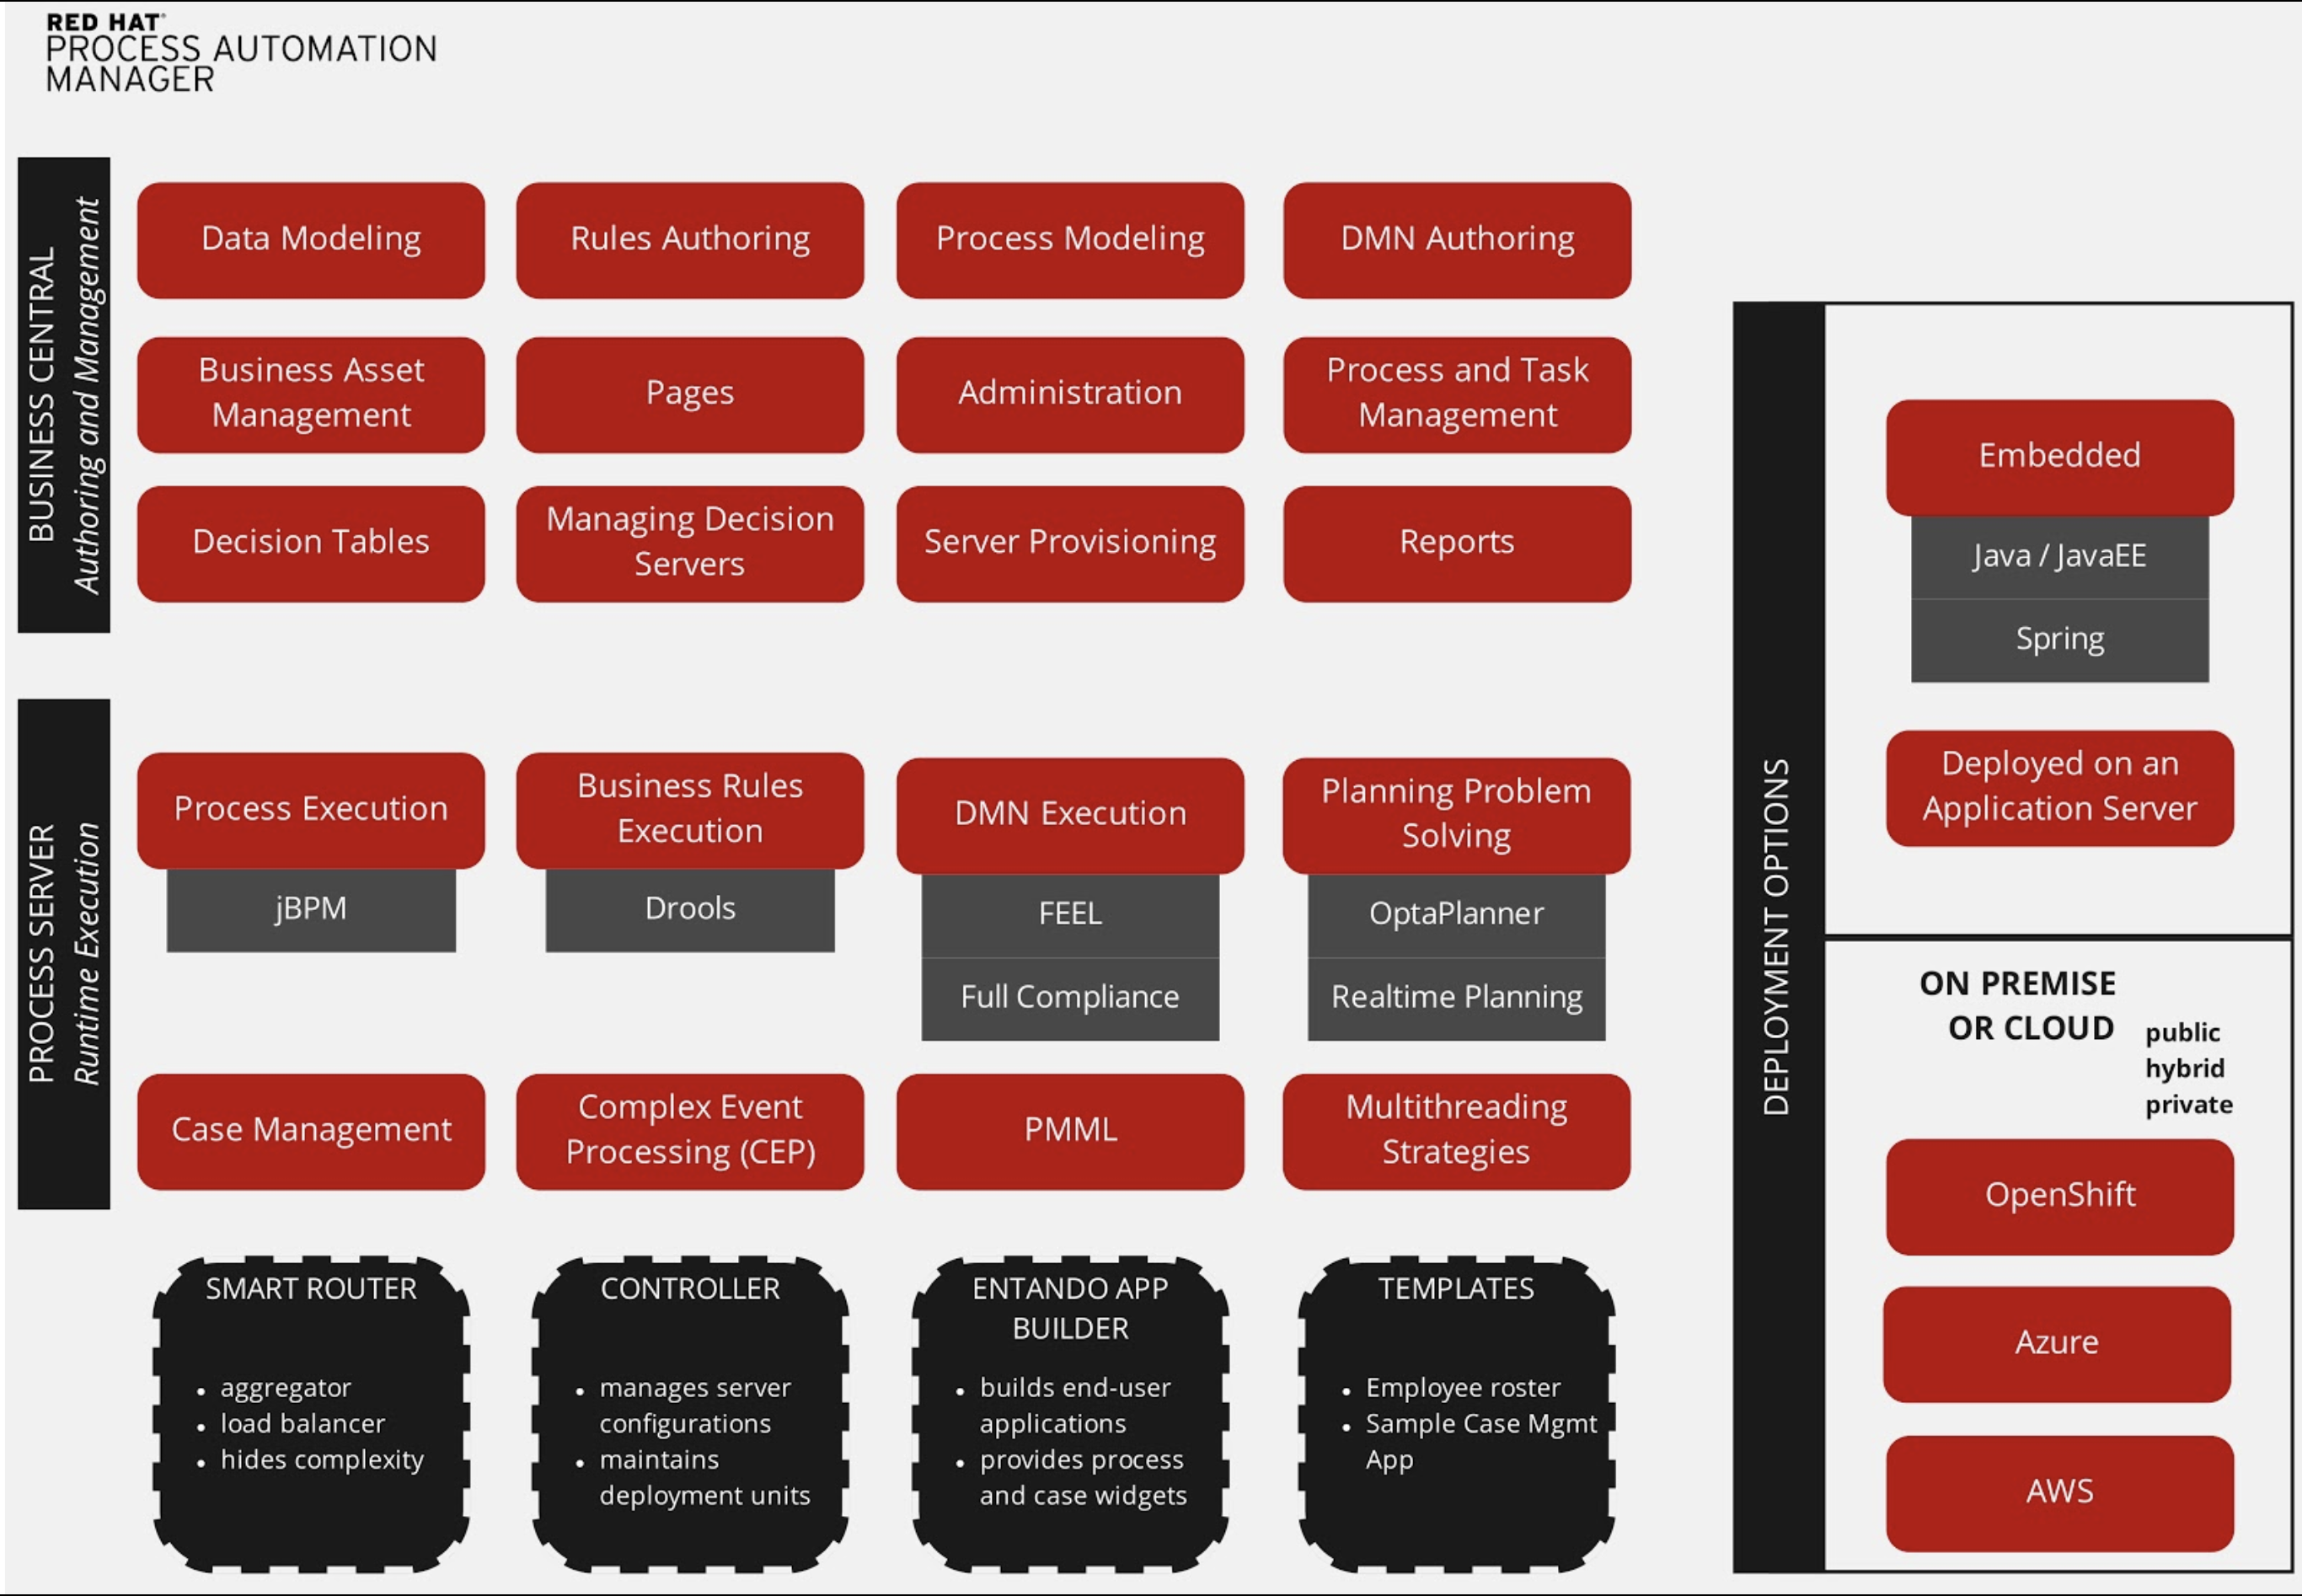 RED HAT®
PROCESS AUTOMATION
MANAGER
BUSINESS CENTRAL
Authoring and Management
Data Modeling
Rules Authoring
Process Modeling
DMN Authoring
Business Asset
Management
Pages
Administration
Process and Task
Management
Decision Tables
Managing Decision
Servers
Server Provisioning
Reports
PROCESS SERVER
Runtime Execution
Process Execution
jBPM
Business Rules
Execution
Drools
DMN Execution
FEEL
Full Compliance
Planning Problem
Solving
OptaPlanner
Realtime Planning
Case Management
Complex Event
Processing (CEP)
PMML
Multithreading
Strategies
SMART ROUTER
• aggregator
• load balancer
• hides complexity
CONTROLLER
• manages server
configurations
• maintains
deployment units
ENTANDO APP
BUILDER
• builds end-user
applications
• provides process
and case widgets
TEMPLATES
• Employee roster
• Sample Case Mgmt
App
DEPLOYMENT OPTIONS
Embedded
Java / JavaEE
Spring
Deployed on an
Application Server
ON PREMISE
OR CLOUD
public
hybrid
private
OpenShift
Azure
AWS